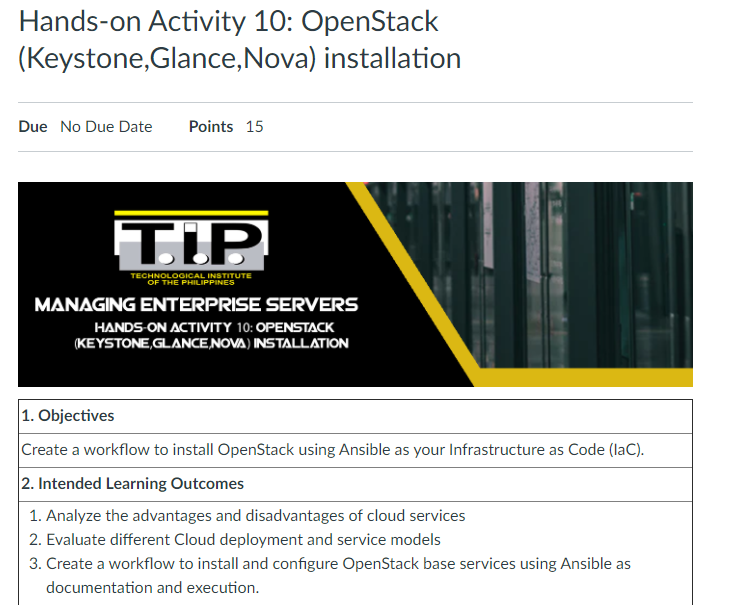 Hands-on Activity 10: OpenStack
(Keystone,Glance,Nova) installation
Due No Due Date Points 15
T.I.P
TECHNOLOGICAL INSTITUTE
OF THE PHILIPPINES
MANAGING ENTERPRISE SERVERS
HANDS-ON ACTIVITY 10: OPENSTACK
(KEYSTONE,GLANCE,NOVA) INSTALLATION
1. Objectives
Create a workflow to install OpenStack using Ansible as your Infrastructure as Code (IaC).
2. Intended Learning Outcomes
1. Analyze the advantages and disadvantages of cloud services
2. Evaluate different Cloud deployment and service models
3. Create a workflow to install and configure OpenStack base services using Ansible as
documentation and execution.